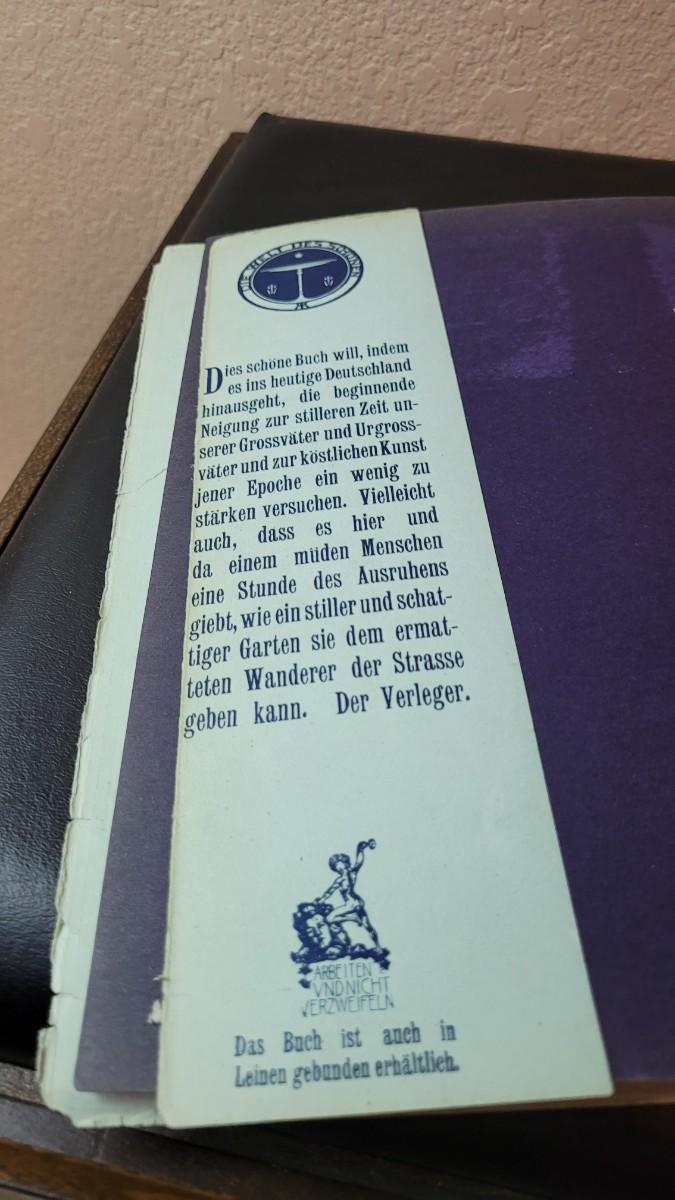 DIE WELT DES SCHÖNEN
Dies schöne Buch will, indem
es ins heutige Deutschland
hinausgeht, die beginnende
Neigung zur stilleren Zeit un-
serer Grossväter und Urgross-
väter und zur köstlichen Kunst
jener Epoche ein wenig zu
stärken versuchen. Vielleicht
auch, dass es hier und
da einem müden Menschen
eine Stunde des Ausruhens
giebt, wie ein stiller und schat-
tiger Garten sie dem ermat-
teten Wanderer der Strasse
geben kann. Der Verleger.
ARBEITEN
VND NICHT
VERZWEIFELN
Das Buch ist auch in
Leinen gebunden erhältlich.